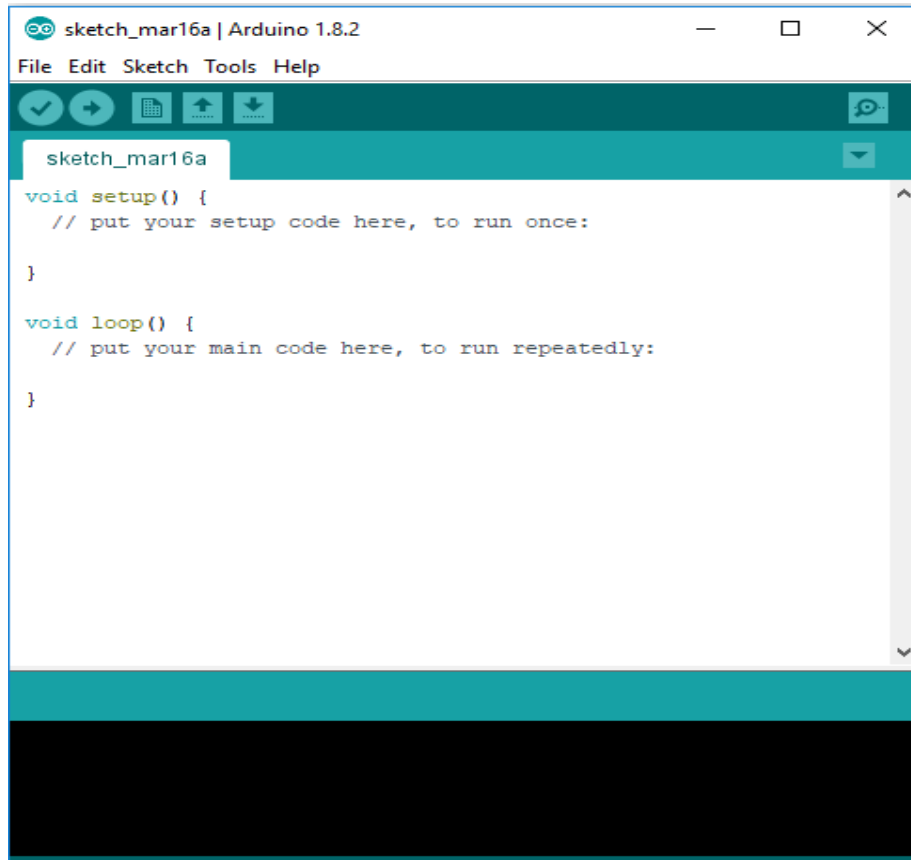 sketch_mar16a | Arduino 1.8.2
File Edit Sketch Tools Help
sketch_mar16a
void setup() {
  // put your setup code here, to run once:

}

void loop() {
  // put your main code here, to run repeatedly:

}